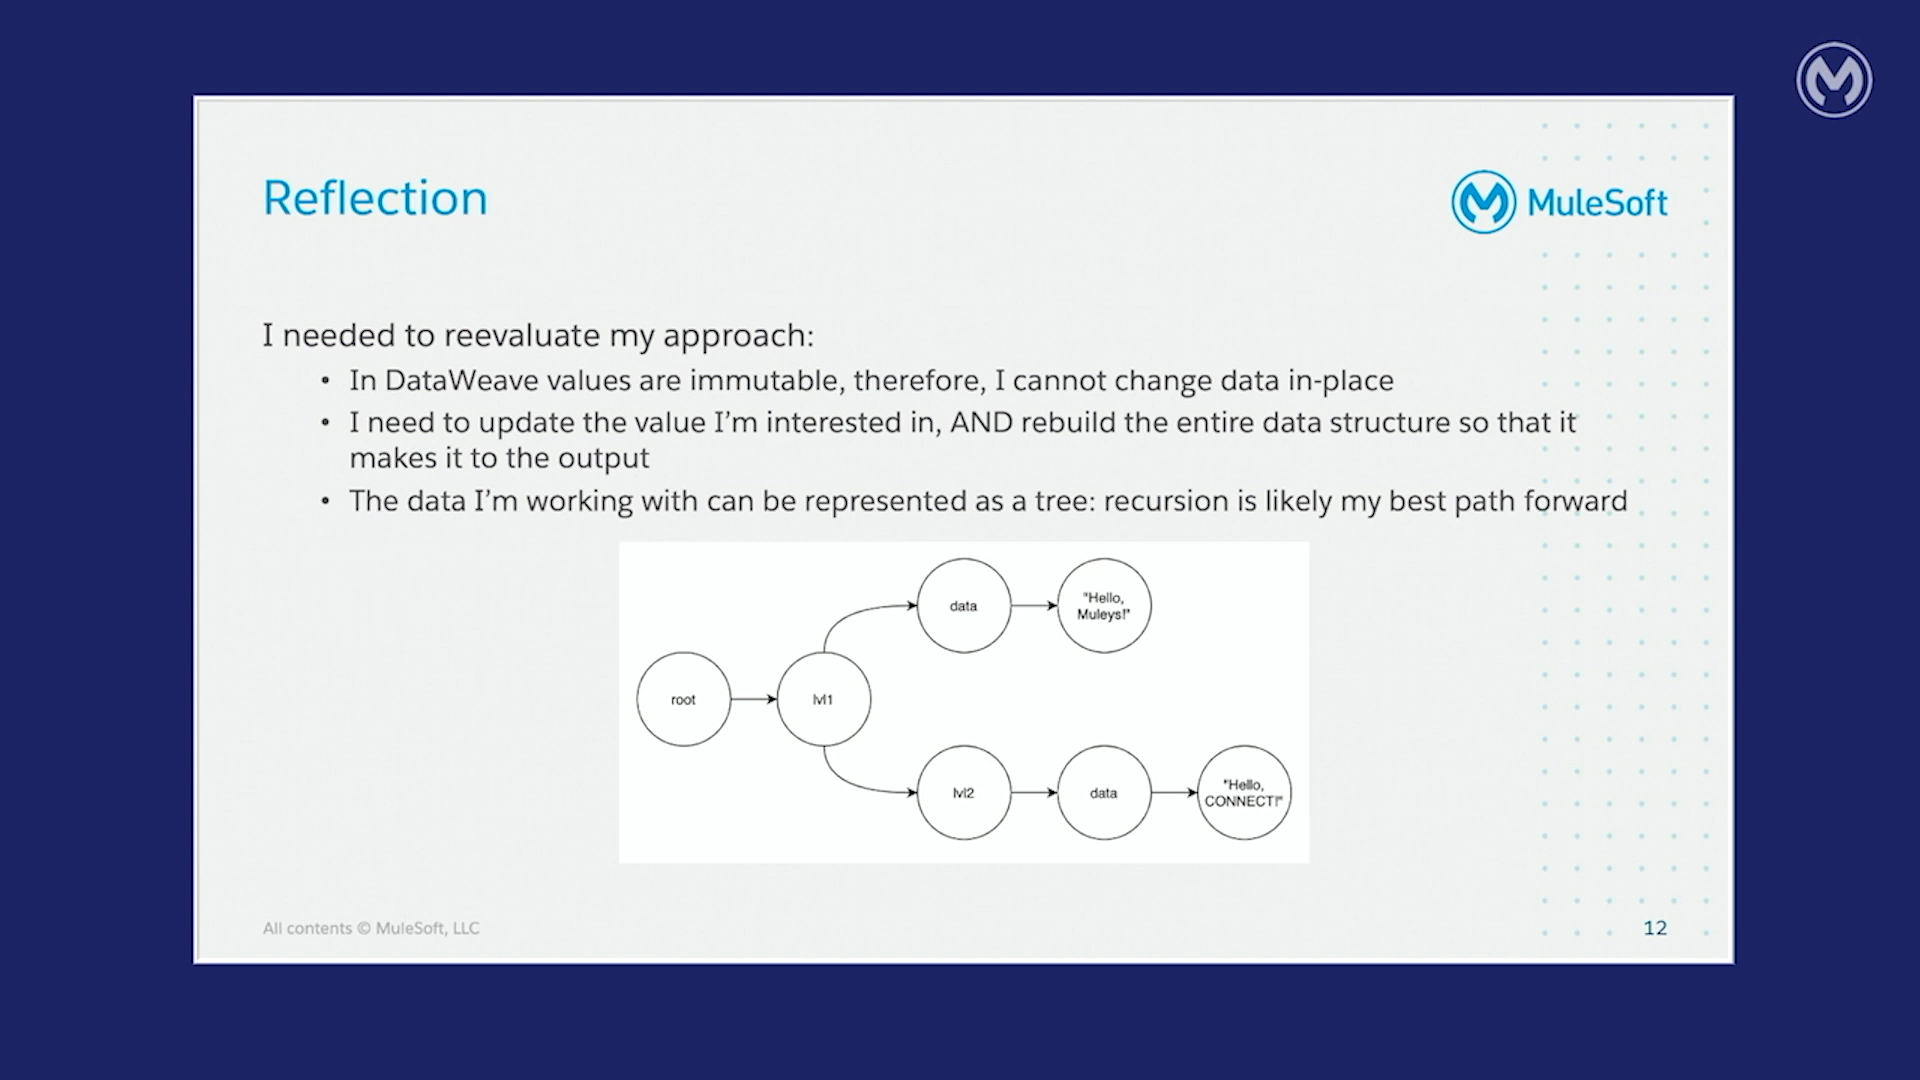 Reflection
MuleSoft
I needed to reevaluate my approach:
• In DataWeave values are immutable, therefore, I cannot change data in-place
• I need to update the value I'm interested in, AND rebuild the entire data structure so that it
makes it to the output
• The data I'm working with can be represented as a tree: recursion is likely my best path forward
data
"Hello,
Muleys!"
root
lvl1
lvl2
data
"Hello,
CONNECT!"
All contents © MuleSoft, LLC
12